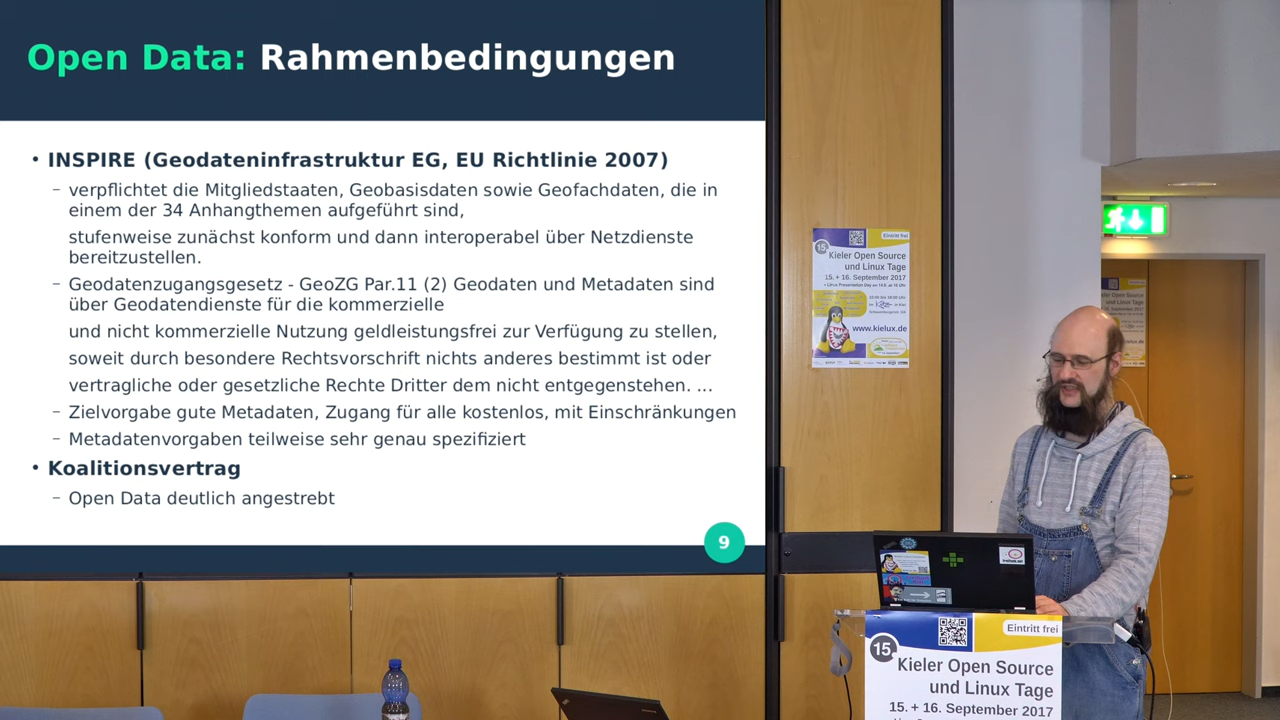 Open Data: Rahmenbedingungen
• INSPIRE (Geodateninfrastruktur EG, EU Richtlinie 2007)
– verpflichtet die Mitgliedstaaten, Geobasisdaten sowie Geofachdaten, die in
einem der 34 Anhangthemen aufgeführt sind,
stufenweise zunächst konform und dann interoperabel über Netzdienste
bereitzustellen.
– Geodatenzugangsgesetz - GeoZG Par.11 (2) Geodaten und Metadaten sind
über Geodatendienste für die kommerzielle
und nicht kommerzielle Nutzung geldleistungsfrei zur Verfügung zu stellen,
soweit durch besondere Rechtsvorschrift nichts anderes bestimmt ist oder
vertragliche oder gesetzliche Rechte Dritter dem nicht entgegenstehen. ...
– Zielvorgabe gute Metadaten, Zugang für alle kostenlos, mit Einschränkungen
– Metadatenvorgaben teilweise sehr genau spezifiziert
• Koalitionsvertrag
– Open Data deutlich angestrebt
9
Eintritt frei
15.
Kieler Open Source
und Linux Tage
15. + 16. September 2017
www.kielux.de
Kieler Open Source
und Linux Tage
Eintritt frei
15.
Kieler Open Source
und Linux Tage
15. + 16. September 2017